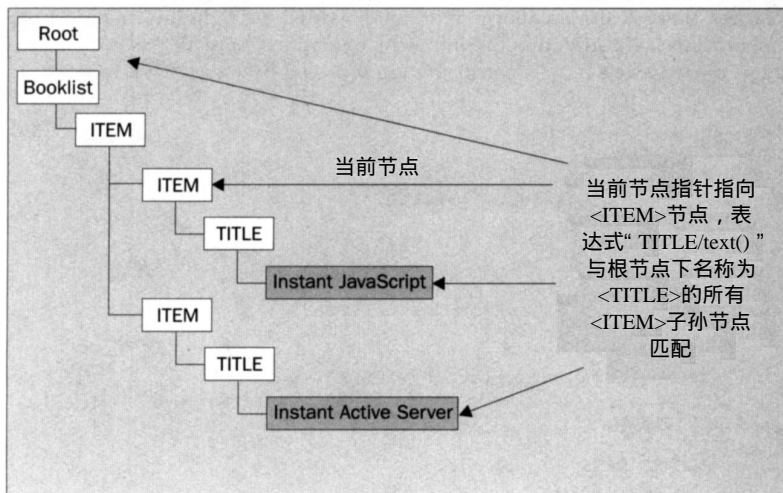 Root
Booklist
ITEM
当前节点
ITEM
TITLE
Instant JavaScript
ITEM
TITLE
Instant Active Server
当前节点指针指向
<ITEM>节点，表
达式“ TITLE/text() ”
与根节点下名称为
<TITLE>的所有
<ITEM>子孙节点
匹配